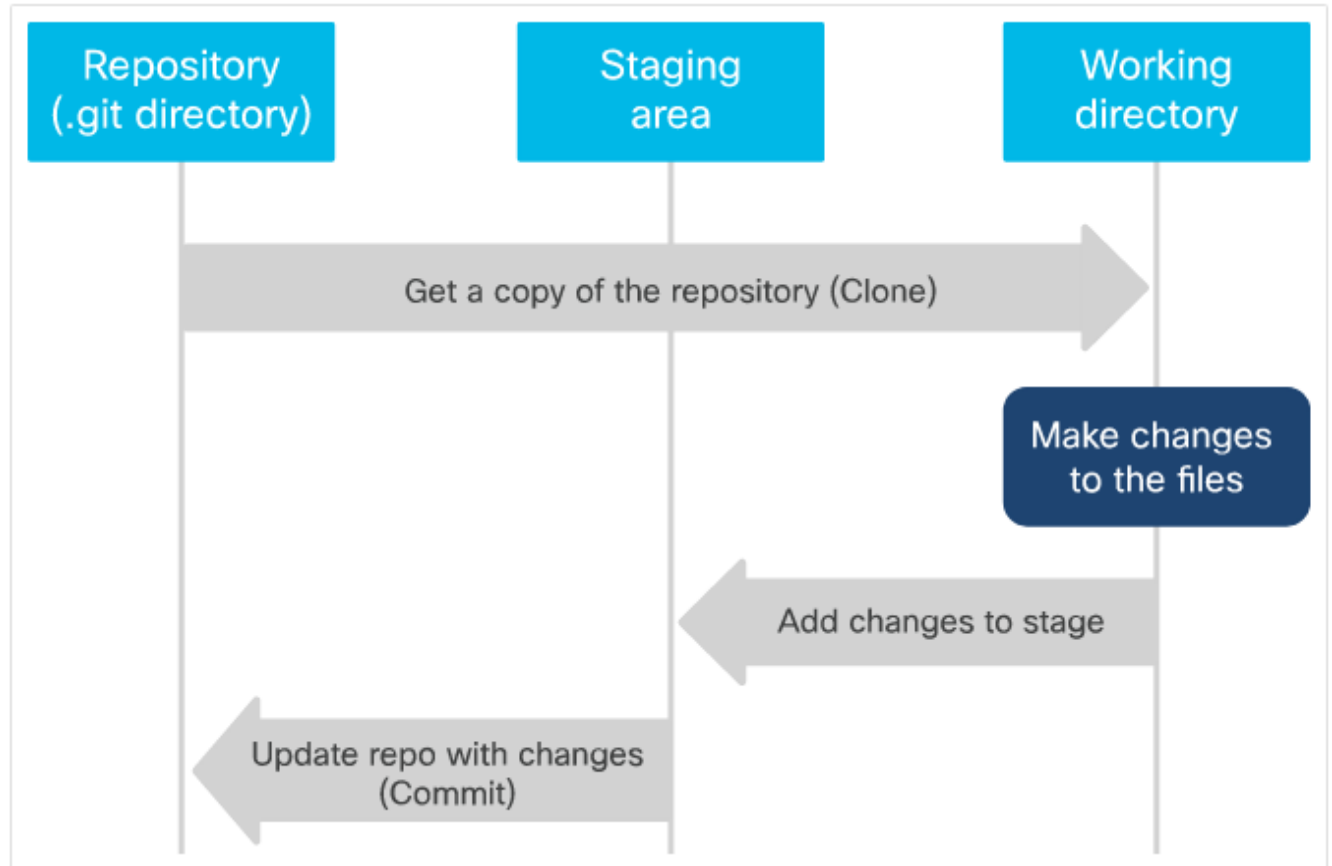 Repository
(.git directory)
Staging
area
Working
directory
Get a copy of the repository (Clone)
Make changes
to the files
Add changes to stage
Update repo with changes
(Commit)